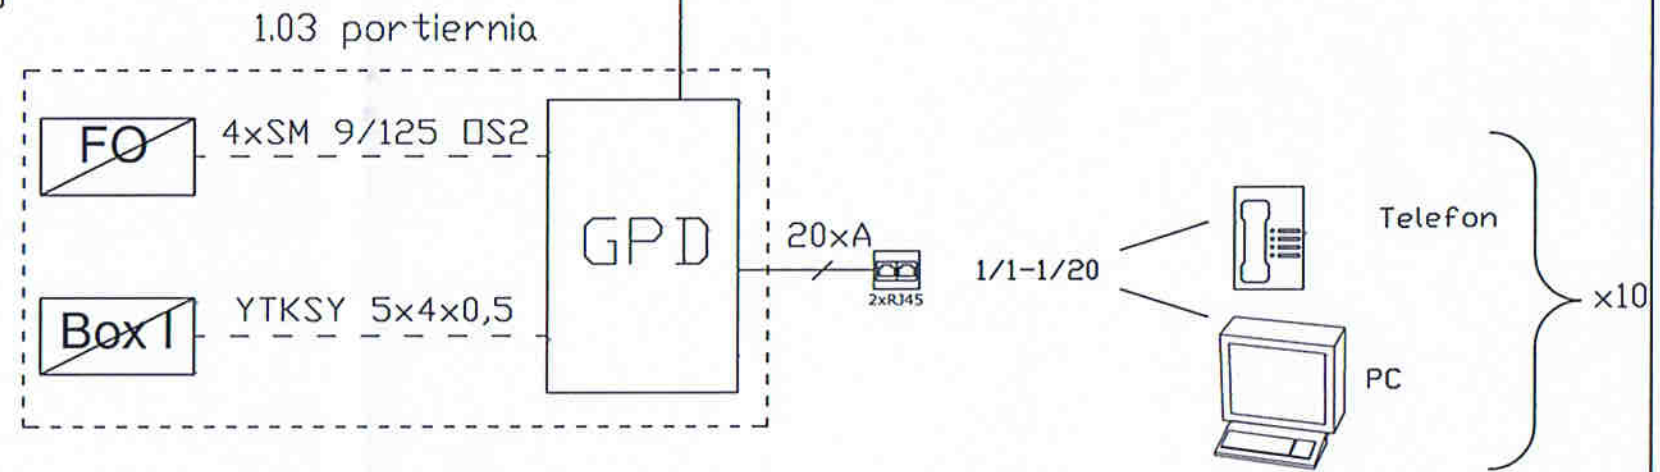 1.03 portiernia
FO
4xSM 9/125 OS2
GPD
20xA
2xRJ45
1/1-1/20
Telefon
x10
Box I
YTKSY 5x4x0,5
PC